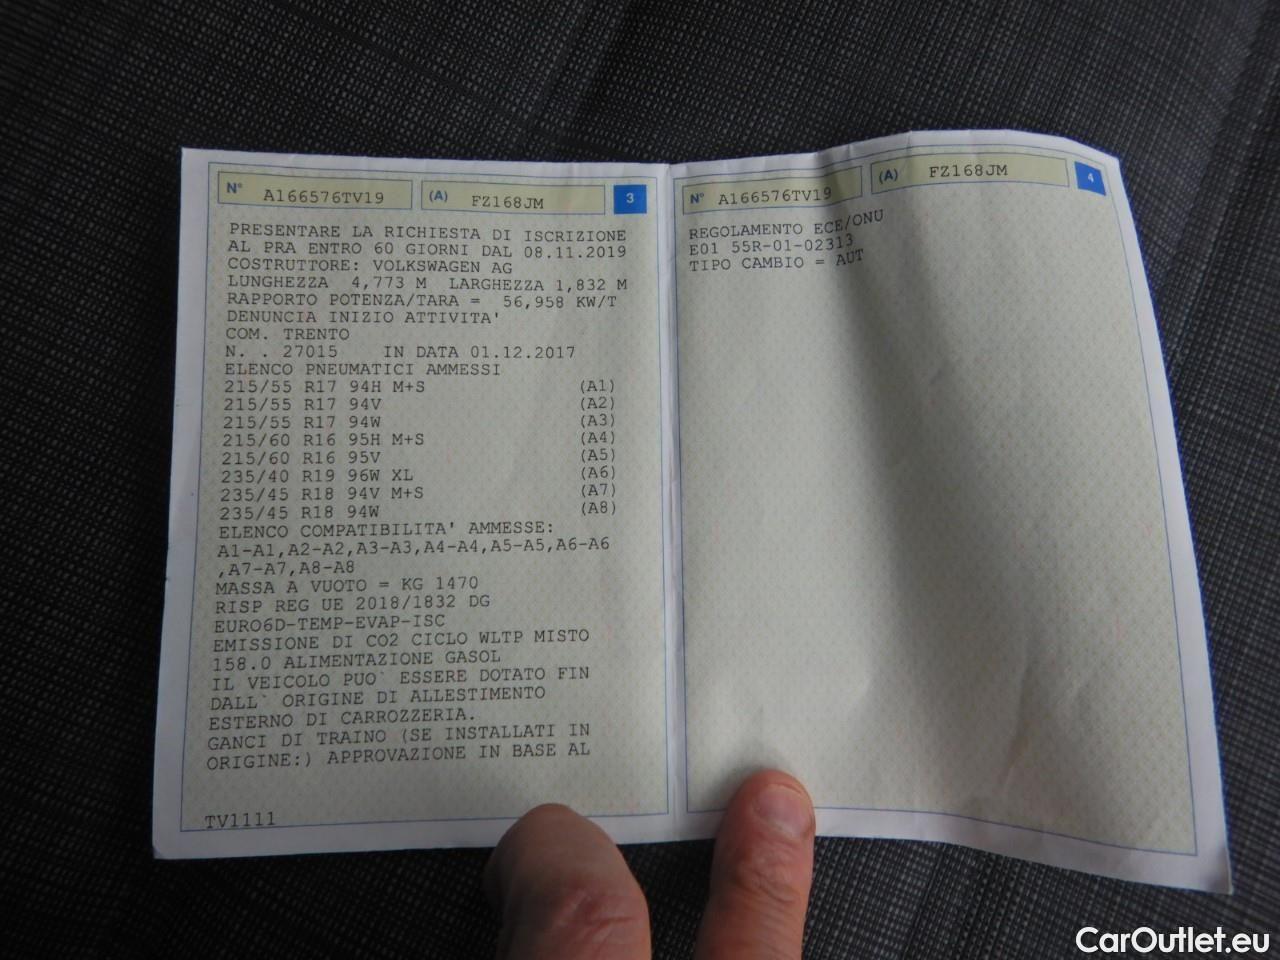 N° A166576TV19 (A) FZ168JM 3
PRESENTARE LA RICHIESTA DI ISCRIZIONE
AL PRA ENTRO 60 GIORNI DAL 08.11.2019
COSTRUTTORE: VOLKSWAGEN AG
LUNGHEZZA 4,773 M LARGHEZZA 1,832 M
RAPPORTO POTENZA/TARA = 56,958 KW/T
DENUNCIA INIZIO ATTIVITA'
COM. TRENTO
N. . 27015 IN DATA 01.12.2017
ELENCO PNEUMATICI AMMESSI
215/55 R17 94H M+S (A1)
215/55 R17 94V (A2)
215/55 R17 94W (A3)
215/60 R16 95H M+S (A4)
215/60 R16 95V (A5)
235/40 R19 96W XL (A6)
235/45 R18 94V M+S (A7)
235/45 R18 94W (A8)
ELENCO COMPATIBILITA' AMMESSE:
A1-A1,A2-A2,A3-A3,A4-A4,A5-A5,A6-A6
,A7-A7,A8-A8
MASSA A VUOTO = KG 1470
RISP REG UE 2018/1832 DG
EURO6D-TEMP-EVAP-ISC
EMISSIONE DI CO2 CICLO WLTP MISTO
158.0 ALIMENTAZIONE GASOL
IL VEICOLO PUO` ESSERE DOTATO FIN
DALL` ORIGINE DI ALLESTIMENTO
ESTERNO DI CARROZZERIA.
GANCI DI TRAINO (SE INSTALLATI IN
ORIGINE:) APPROVAZIONE IN BASE AL
TV1111
N° A166576TV19 (A) FZ168JM 4
REGOLAMENTO ECE/ONU
E01 55R-01-02313
TIPO CAMBIO = AUT
CarOutlet.eu